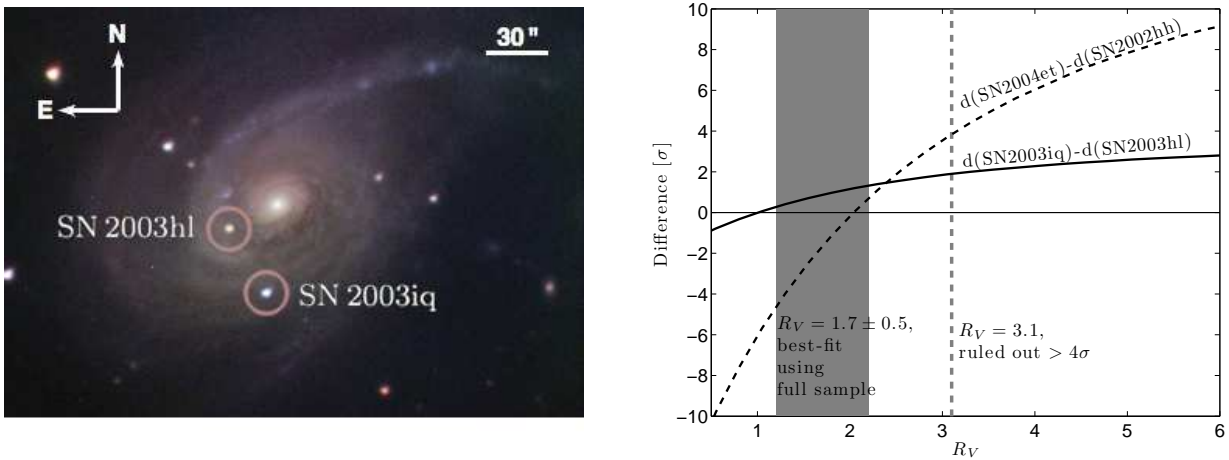 N
E
30"
SN 2003hl
SN 2003iq
10
8
6
4
2
0
−2
−4
−6
−8
−10
Difference [σ]
d(SN2004et)-d(SN2002hh)
d(SN2003iq)-d(SN2003hl)
R_V = 1.7 ± 0.5,
best-fit
using
full sample
R_V = 3.1,
ruled out > 4σ
1
2
3
4
5
6
R_V